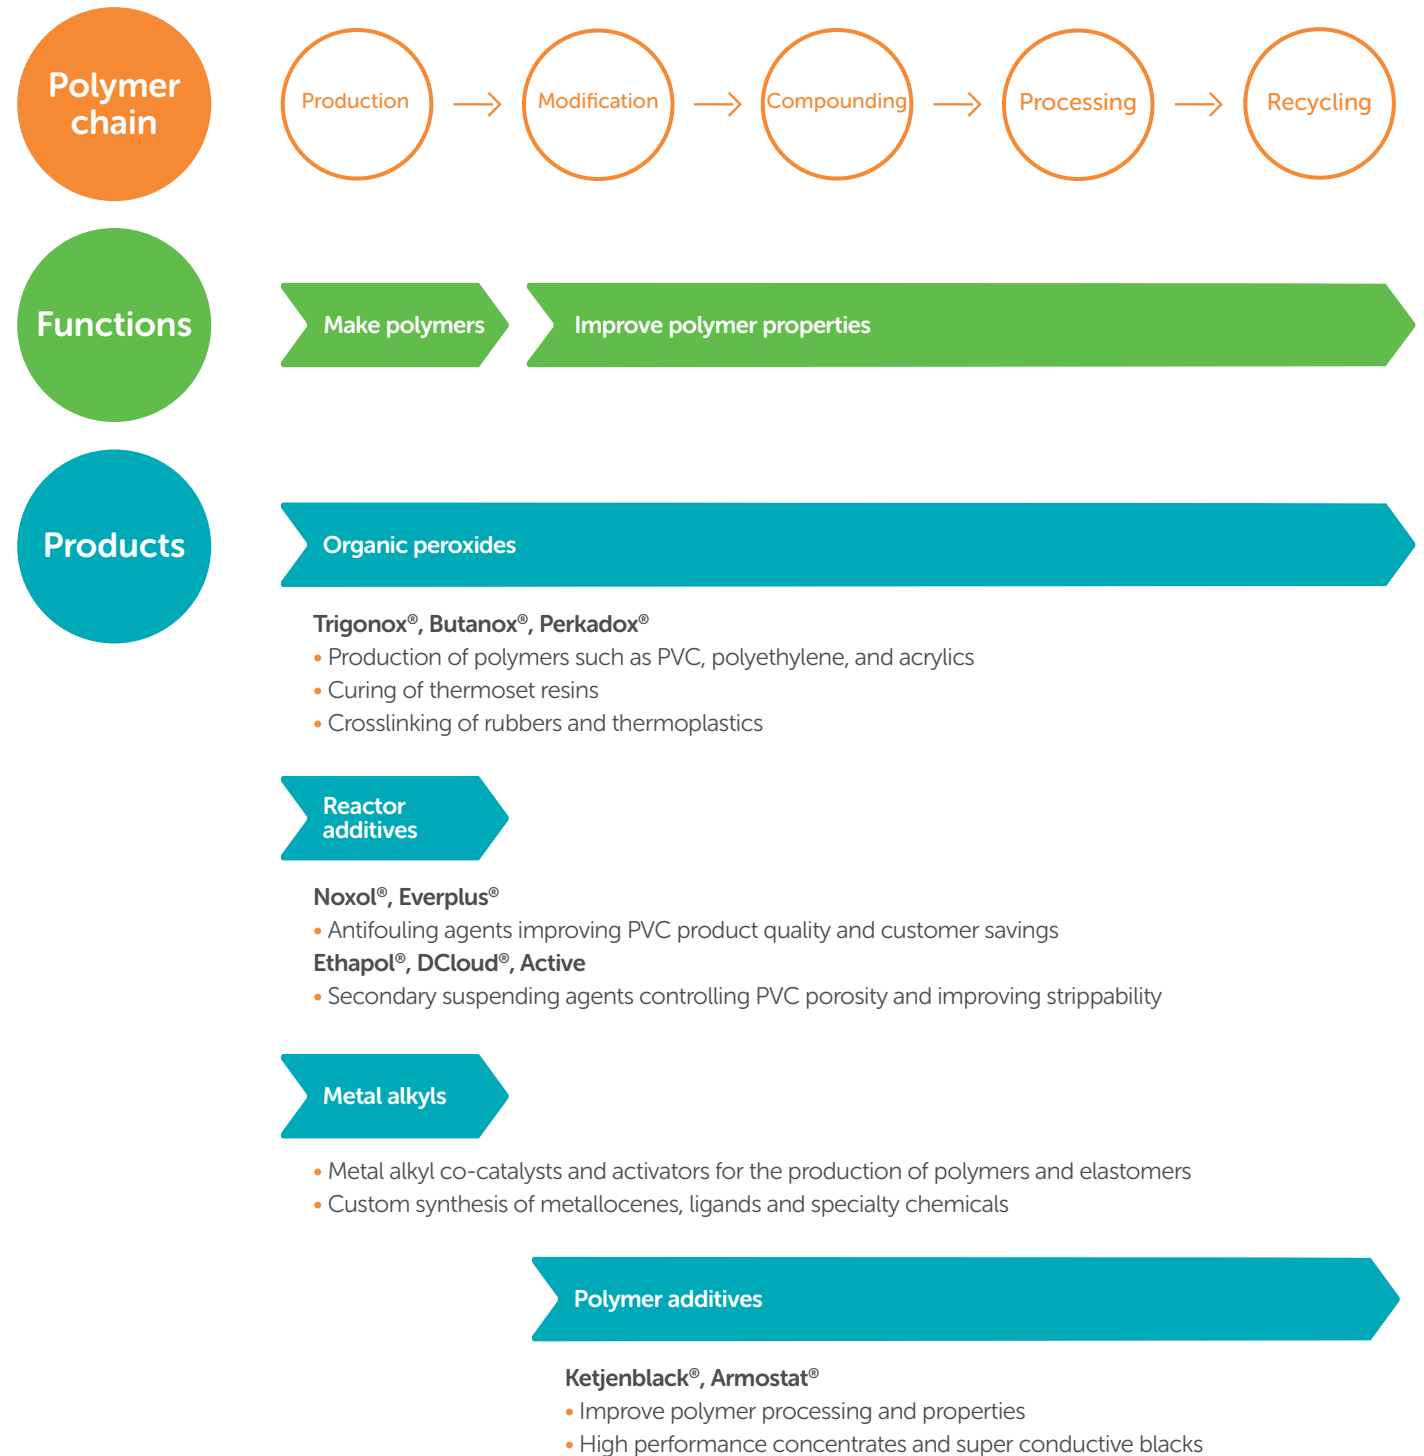 Polymer
chain
Production
Modification
Compounding
Processing
Recycling
Functions
Make polymers
Improve polymer properties
Products
Organic peroxides
Trigonox®, Butanox®, Perkadox®
• Production of polymers such as PVC, polyethylene, and acrylics
• Curing of thermoset resins
• Crosslinking of rubbers and thermoplastics
Reactor
additives
Noxol®, Everplus®
• Antifouling agents improving PVC product quality and customer savings
Ethapol®, DCloud®, Active
• Secondary suspending agents controlling PVC porosity and improving strippability
Metal alkyls
• Metal alkyl co-catalysts and activators for the production of polymers and elastomers
• Custom synthesis of metallocenes, ligands and specialty chemicals
Polymer additives
Ketjenblack®, Armostat®
• Improve polymer processing and properties
• High performance concentrates and super conductive blacks